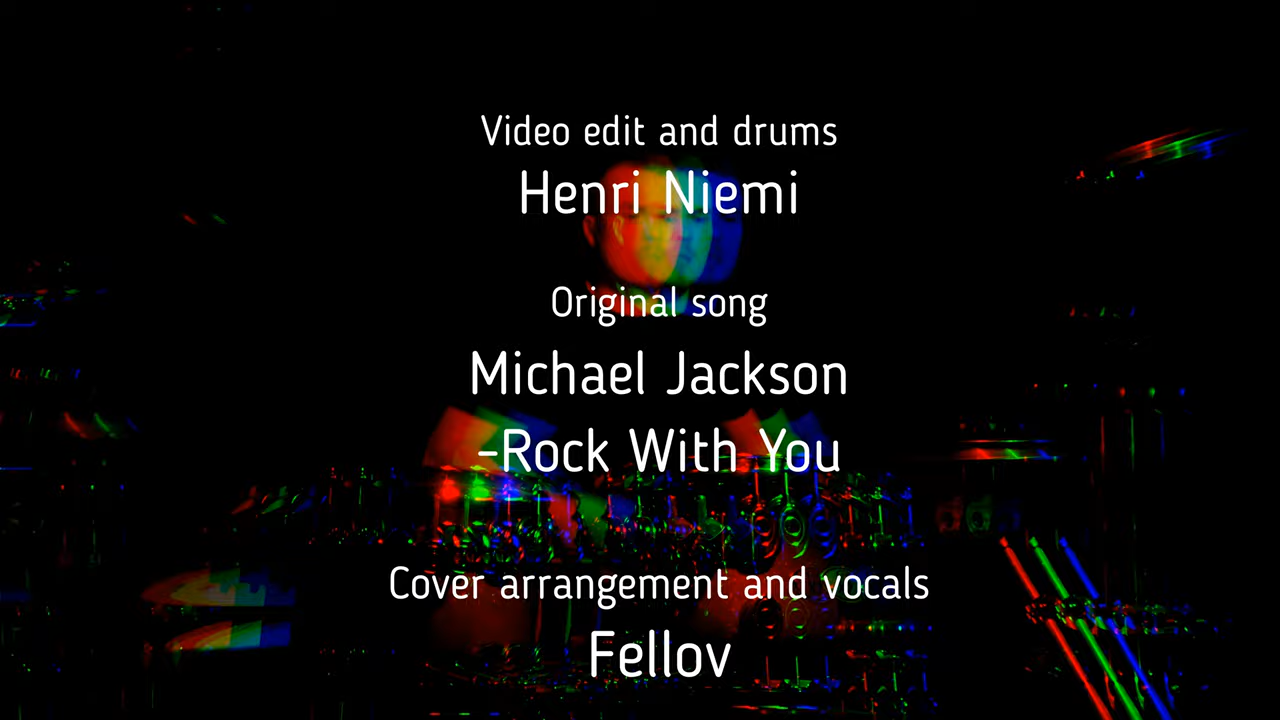 Video edit and drums
Henri Niemi
Original song
Michael Jackson
-Rock With You
Cover arrangement and vocals
Fellov